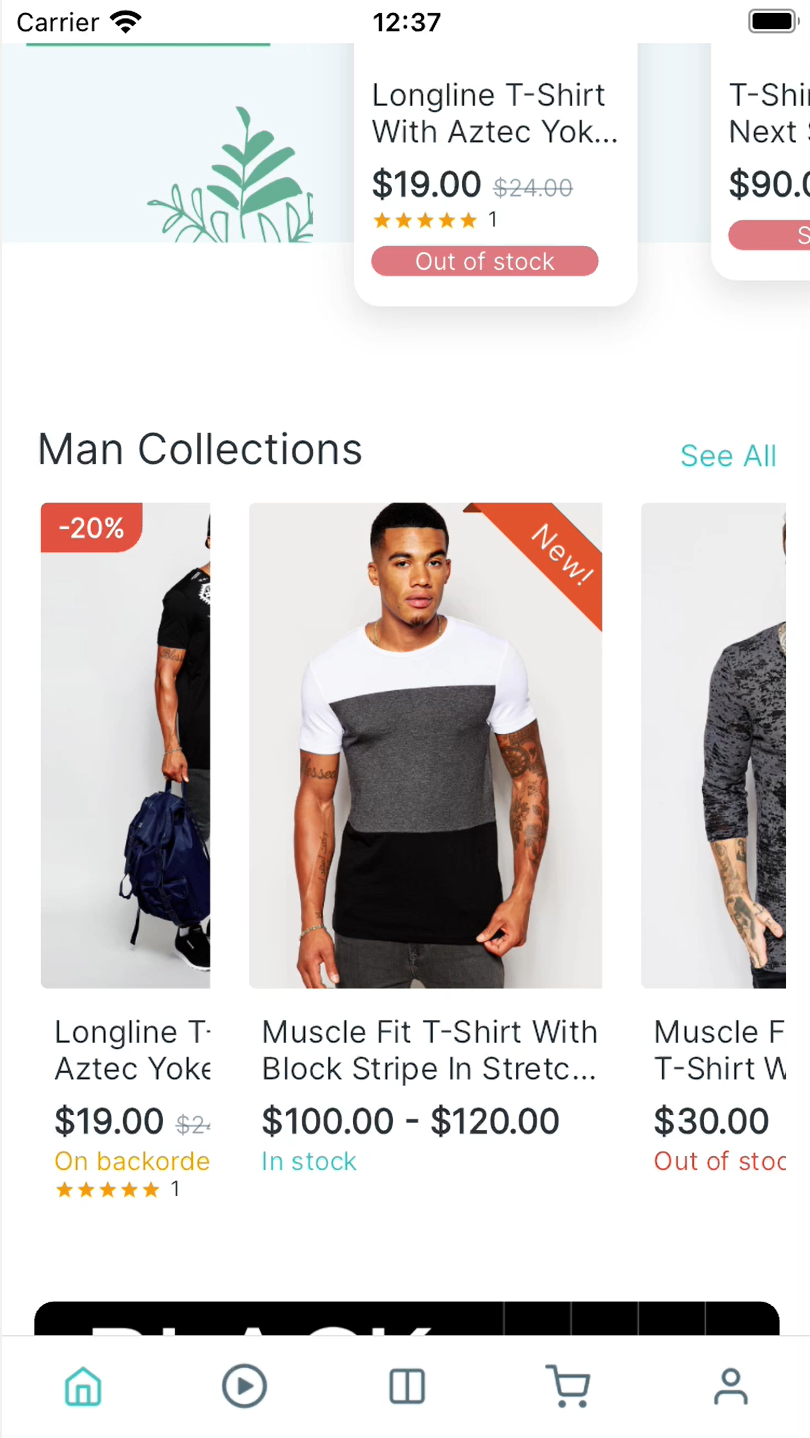 Carrier 12:37
Longline T-Shirt
With Aztec Yok...
$19.00 $24.00
1
Out of stock
T-Shi
Next
$90.0
S
Man Collections
See All
-20%
New!
Longline T-
Aztec Yoke
$19.00 $24
On backorde
1
Muscle Fit T-Shirt With
Block Stripe In Stretc...
$100.00 - $120.00
In stock
Muscle F
T-Shirt W
$30.00
Out of stoc
BLACK